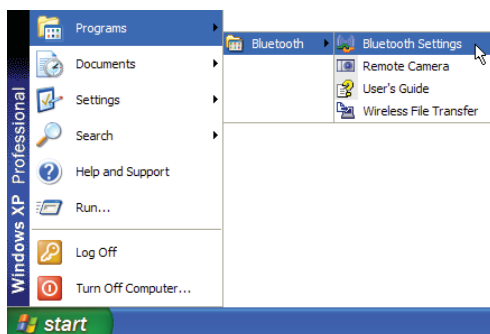 Programs
Bluetooth
Bluetooth Settings
Documents
Remote Camera
User's Guide
Settings
Wireless File Transfer
Search
Help and Support
Run...
Log Off
Turn Off Computer...
Windows XP Professional
start